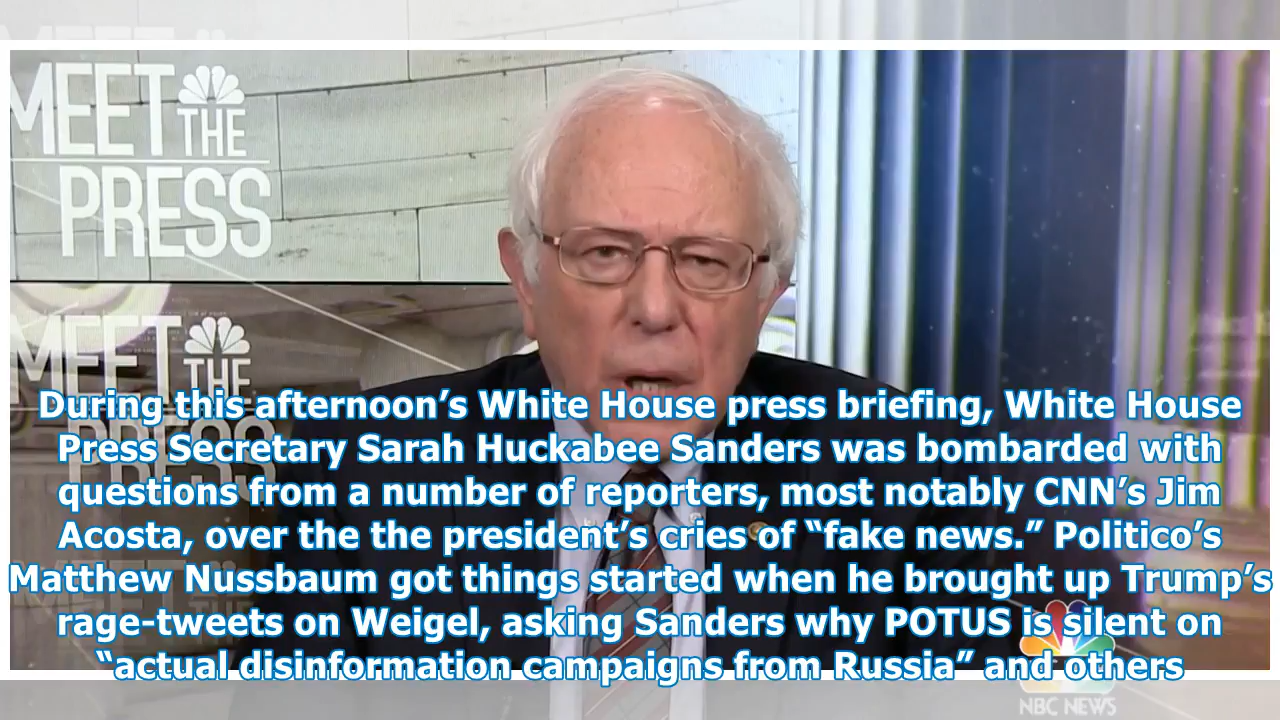 MEET
THE
PRESS
MEET
THE
PRESS
During this afternoon’s White House press briefing, White House
Press Secretary Sarah Huckabee Sanders was bombarded with
questions from a number of reporters, most notably CNN’s Jim
Acosta, over the the president’s cries of “fake news.” Politico’s
Matthew Nussbaum got things started when he brought up Trump’s
rage-tweets on Weigel, asking Sanders why POTUS is silent on
“actual disinformation campaigns from Russia” and others
NBC NEWS